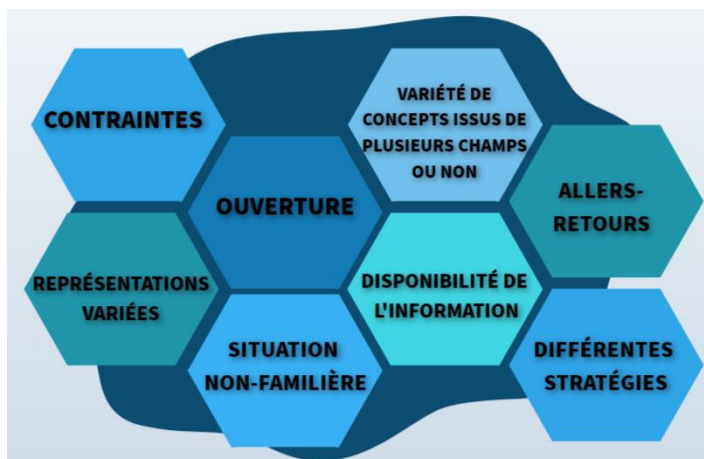 CONTRAINTES
VARIÉTÉ DE
CONCEPTS ISSUS DE
PLUSIEURS CHAMPS
OU NON
OUVERTURE
ALLERS-
RETOURS
REPRÉSENTATIONS
VARIÉES
DISPONIBILITÉ DE
L'INFORMATION
SITUATION
NON-FAMILIÈRE
DIFFÉRENTES
STRATÉGIES